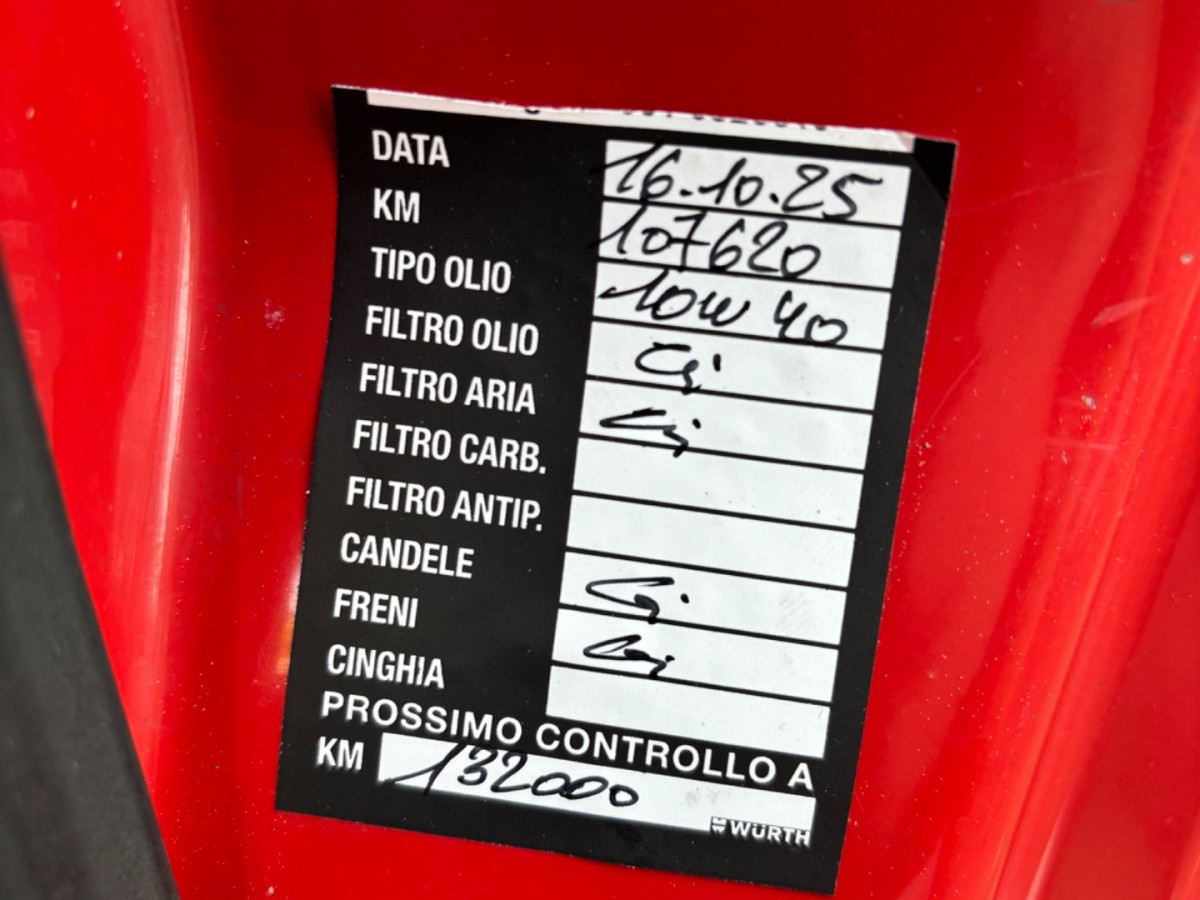 DATA 16.10.25
KM 107620
TIPO OLIO 10W 40
FILTRO OLIO Si
FILTRO ARIA Si
FILTRO CARB.
FILTRO ANTIP.
CANDELE Si
FRENI Si
CINGHIA
PROSSIMO CONTROLLO A
KM 132000
WÜRTH